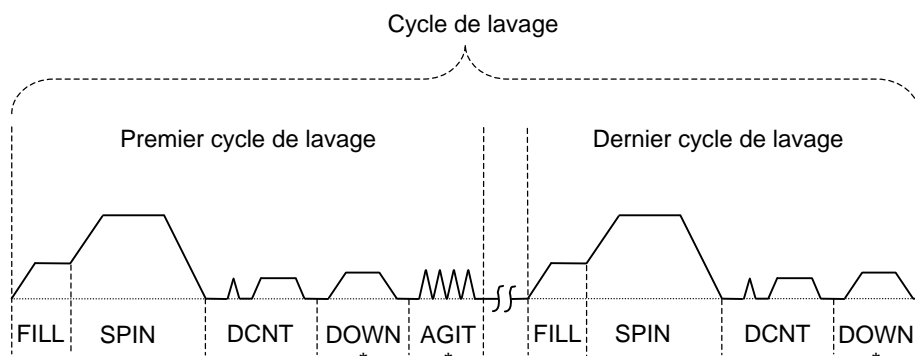 Cycle de lavage
Premier cycle de lavage
Dernier cycle de lavage
FILL SPIN DCNT DOWN AGIT FILL SPIN DCNT DOWN
* * *